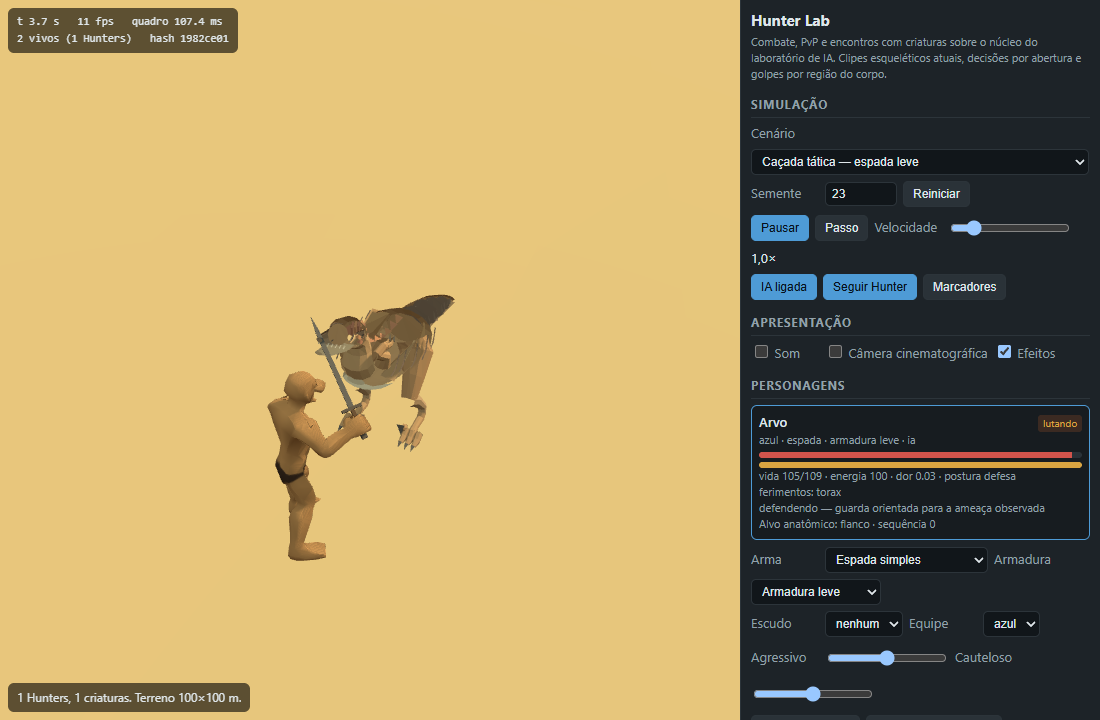 t 3.7 s   11 fps   quadro 107.4 ms
2 vivos (1 Hunters)   hash 1982ce01
1 Hunters, 1 criaturas. Terreno 100×100 m.
Hunter Lab
Combate, PvP e encontros com criaturas sobre o núcleo do
laboratório de IA. Clipes esqueléticos atuais, decisões por abertura e
golpes por região do corpo.
SIMULAÇÃO
Cenário
Caçada tática — espada leve
Semente 23 Reiniciar
Pausar Passo Velocidade
1,0×
IA ligada Seguir Hunter Marcadores
APRESENTAÇÃO
Som Câmera cinematográfica Efeitos
PERSONAGENS
Arvo lutando
azul · espada · armadura leve · ia
vida 105/109 · energia 100 · dor 0.03 · postura defesa
ferimentos: torax
defendendo — guarda orientada para a ameaça observada
Alvo anatômico: flanco · sequência 0
Arma Espada simples Armadura
Armadura leve
Escudo nenhum Equipe azul
Agressivo Cauteloso